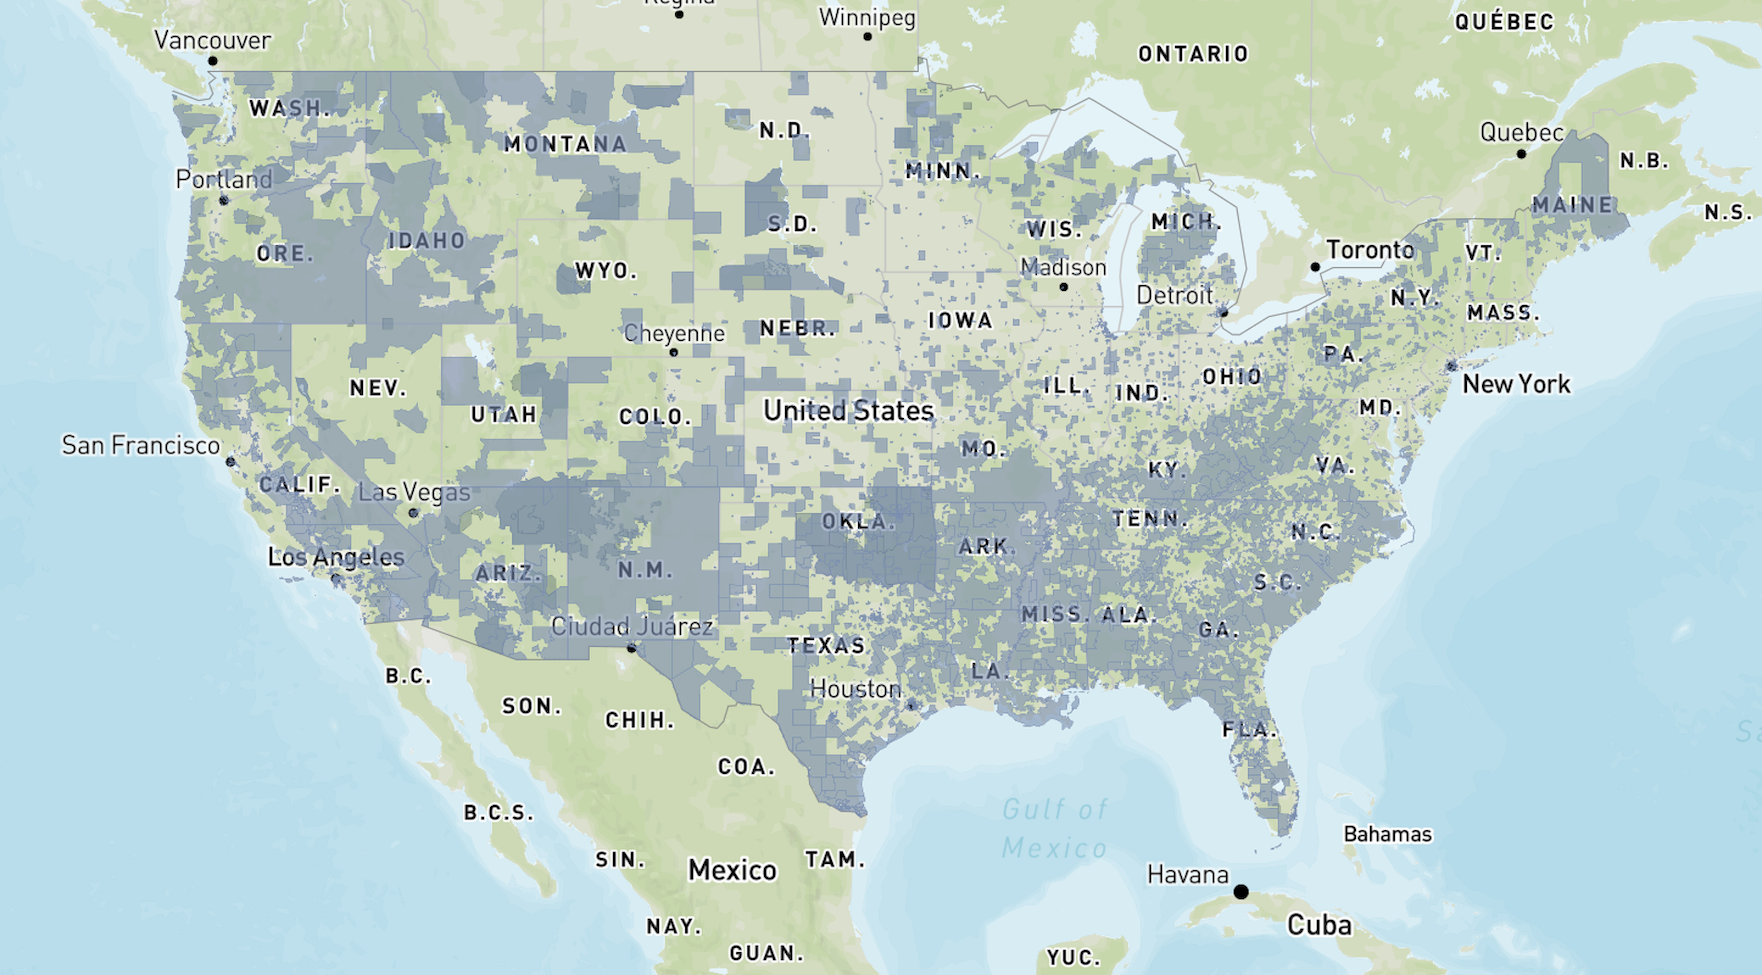 Regina
Winnipeg
QUÉBEC
Vancouver
ONTARIO
WASH.
N.D.
Quebec
MONTANA
MINN.
N.B.
Portland
MAINE
N.S.
S.D.
WIS.
MICH.
IDAHO
ORE.
Toronto
VT.
WYO.
Madison
Detroit
N.Y.
Cheyenne
NEBR.
IOWA
MASS.
PA.
NEV.
ILL.
IND.
OHIO
New York
UTAH
COLO.
United States
MD.
San Francisco
MO.
KY.
VA.
CALIF.
Las Vegas
OKLA.
TENN.
N.C.
ARK.
Los Angeles
ARIZ.
N.M.
S.C.
MISS.
ALA.
GA.
Ciudad Juárez
TEXAS
B.C.
LA.
Houston
SON.
CHIH.
FLA.
Sa
COA.
B.C.S.
Gulf of
Mexico
Bahamas
SIN.
Mexico
TAM.
Havana
NAY.
Cuba
GUAN.
YUC.